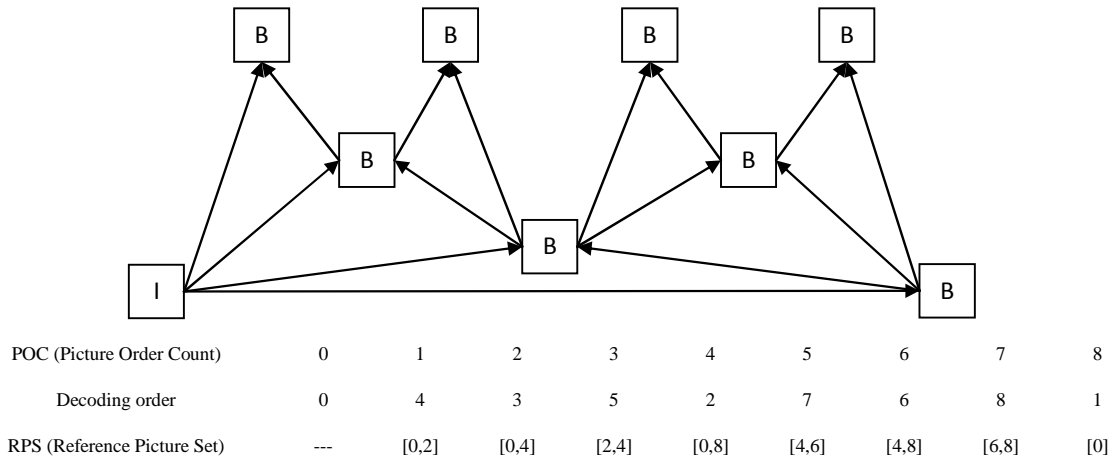 B B B B
B B
B
I B
POC (Picture Order Count) 0 1 2 3 4 5 6 7 8
Decoding order 0 4 3 5 2 7 6 8 1
RPS (Reference Picture Set) --- [0,2] [0,4] [2,4] [0,8] [4,6] [4,8] [6,8] [0]